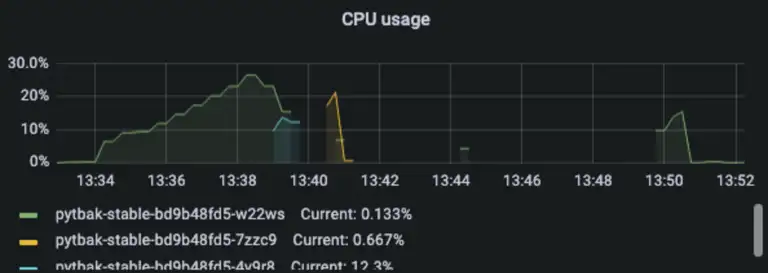 CPU usage
30.0%
20%
10%
0%
13:34 13:36 13:38 13:40 13:42 13:44 13:46 13:48 13:50 13:52
pytbak-stable-bd9b48fd5-w22ws Current: 0.133%
pytbak-stable-bd9b48fd5-7zzc9 Current: 0.667%
pytbak-stable-bd9b48fd5-4v9r8 Current: 12.3%